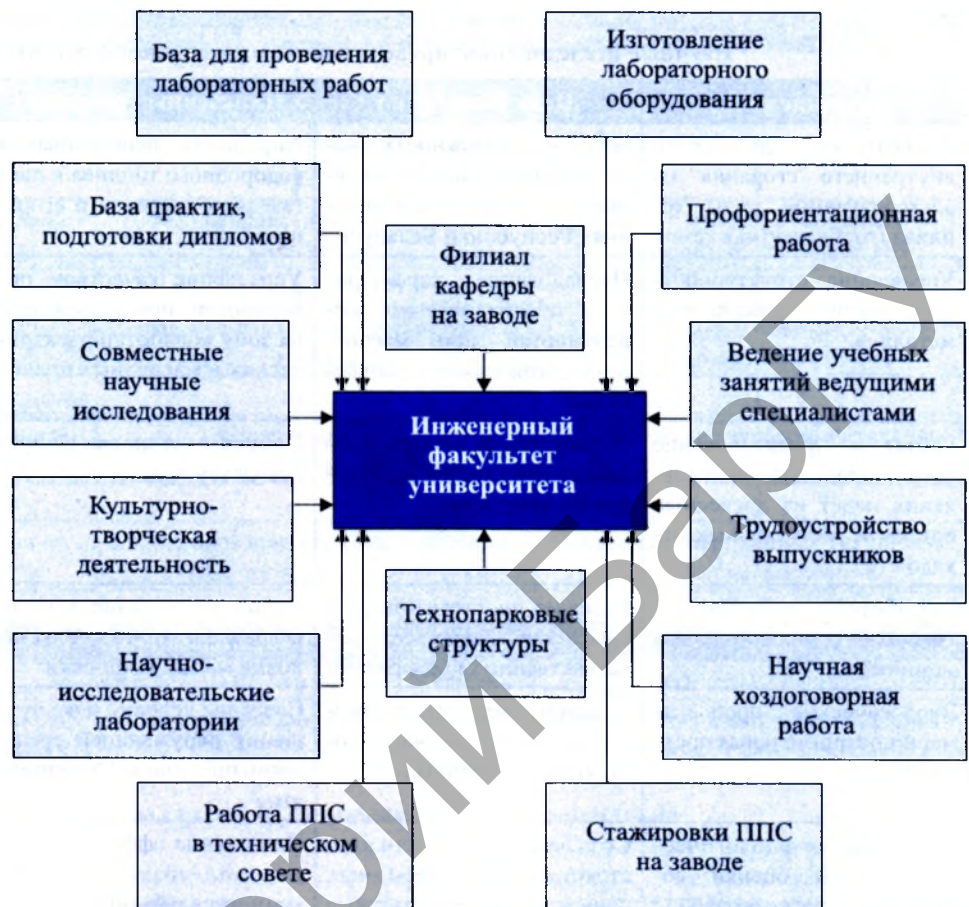 База для проведения
лабораторных работ
Изготовление
лабораторного
оборудования
База практик,
подготовки дипломов
Филиал
кафедры
на заводе
Профориентационная
работа
Совместные
научные
исследования
Инженерный
факультет
университета
Ведение учебных
занятий ведущими
специалистами
Культурно-
творческая
деятельность
Трудоустройство
выпускников
Технопарковые
структуры
Научно-
исследовательские
лаборатории
Научная
хоздоговорная
работа
Работа ППС
в техническом
совете
Стажировки ППС
на заводе
рий БарГУ